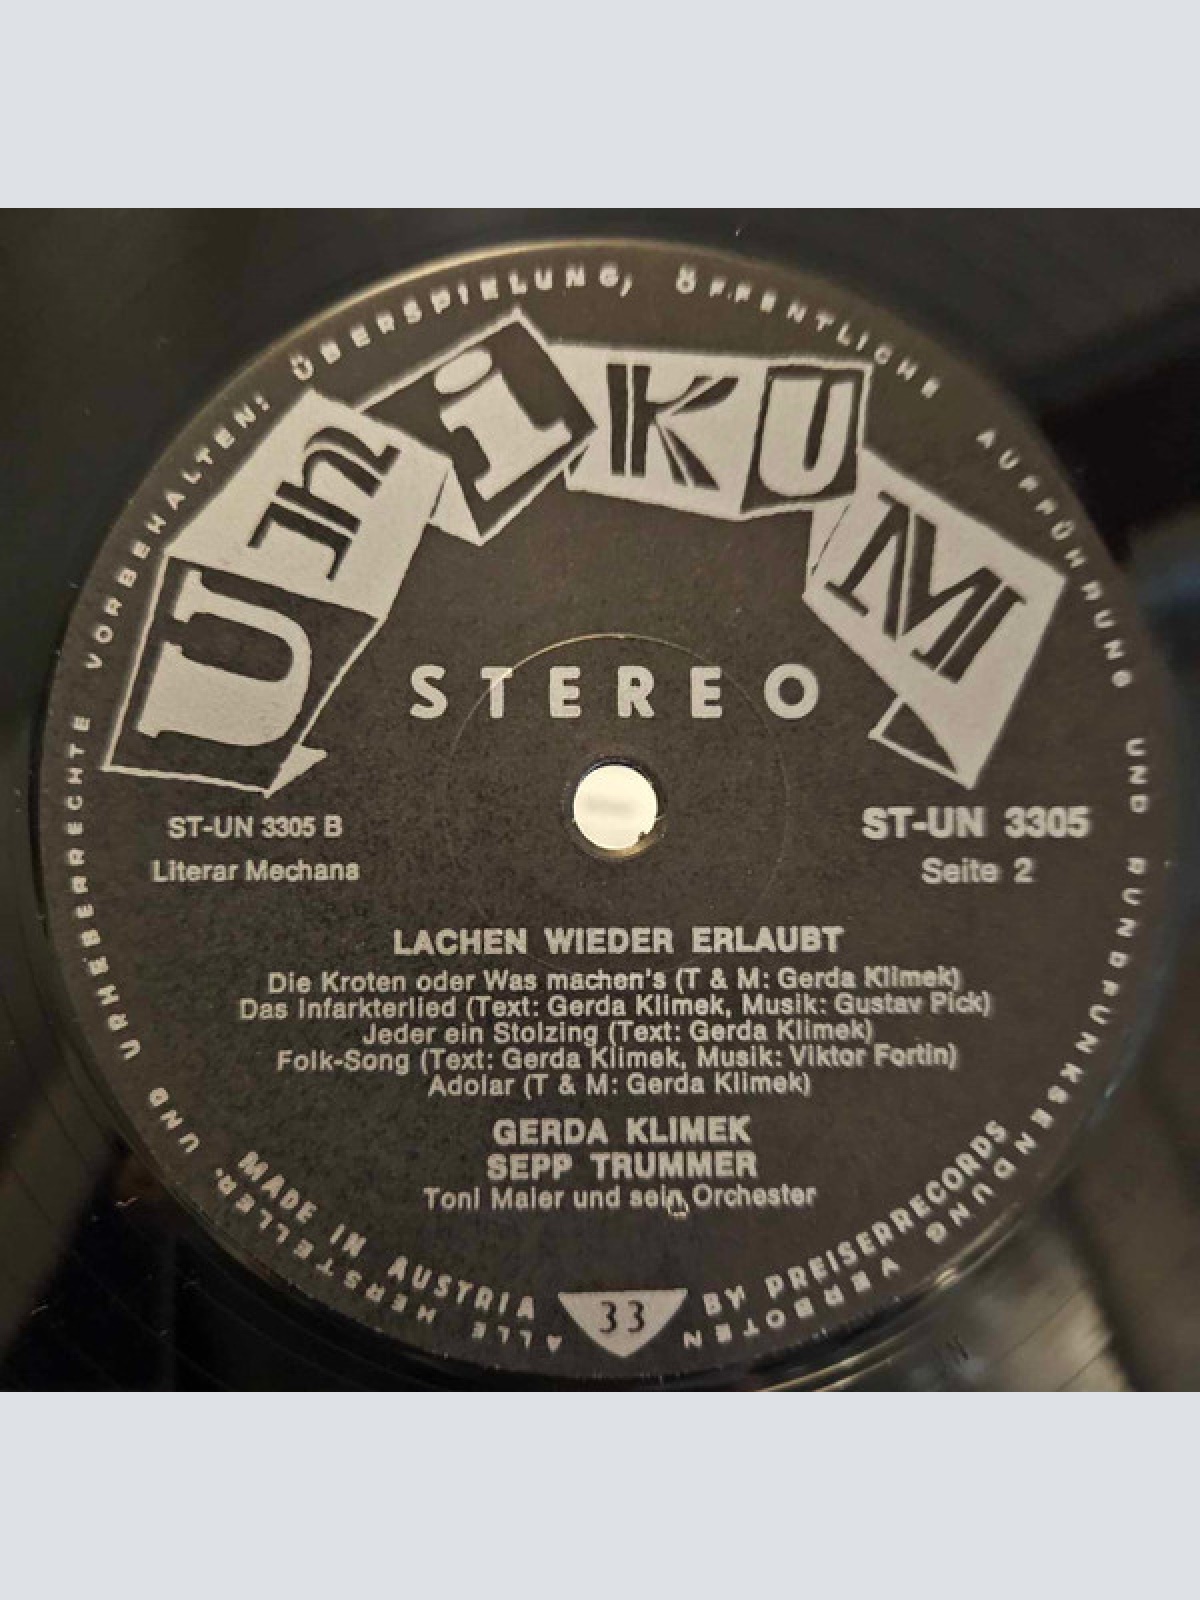 ALLE HERSTELLER- UND URHEBERRECHTE VORBEHALTEN: ÜBERSPIELUNG, ÖFFENTLICHE AUFFÜHRUNG UND RUNDFUNKSENDUNG VERBOTEN
UniKUM
STEREO
ST-UN 3305 B
Literar Mechana
ST-UN 3305
Seite 2
LACHEN WIEDER ERLAUBT
Die Kroten oder Was machen's (T & M: Gerda Klimek)
Das Infarkterlied (Text: Gerda Klimek, Musik: Gustav Pick)
Jeder ein Stolzing (Text: Gerda Klimek)
Folk-Song (Text: Gerda Klimek, Musik: Viktor Fortin)
Adolar (T & M: Gerda Klimek)
GERDA KLIMEK
SEPP TRUMMER
Toni Maier und sein Orchester
MADE IN AUSTRIA
33
BY PREISERRECORDS